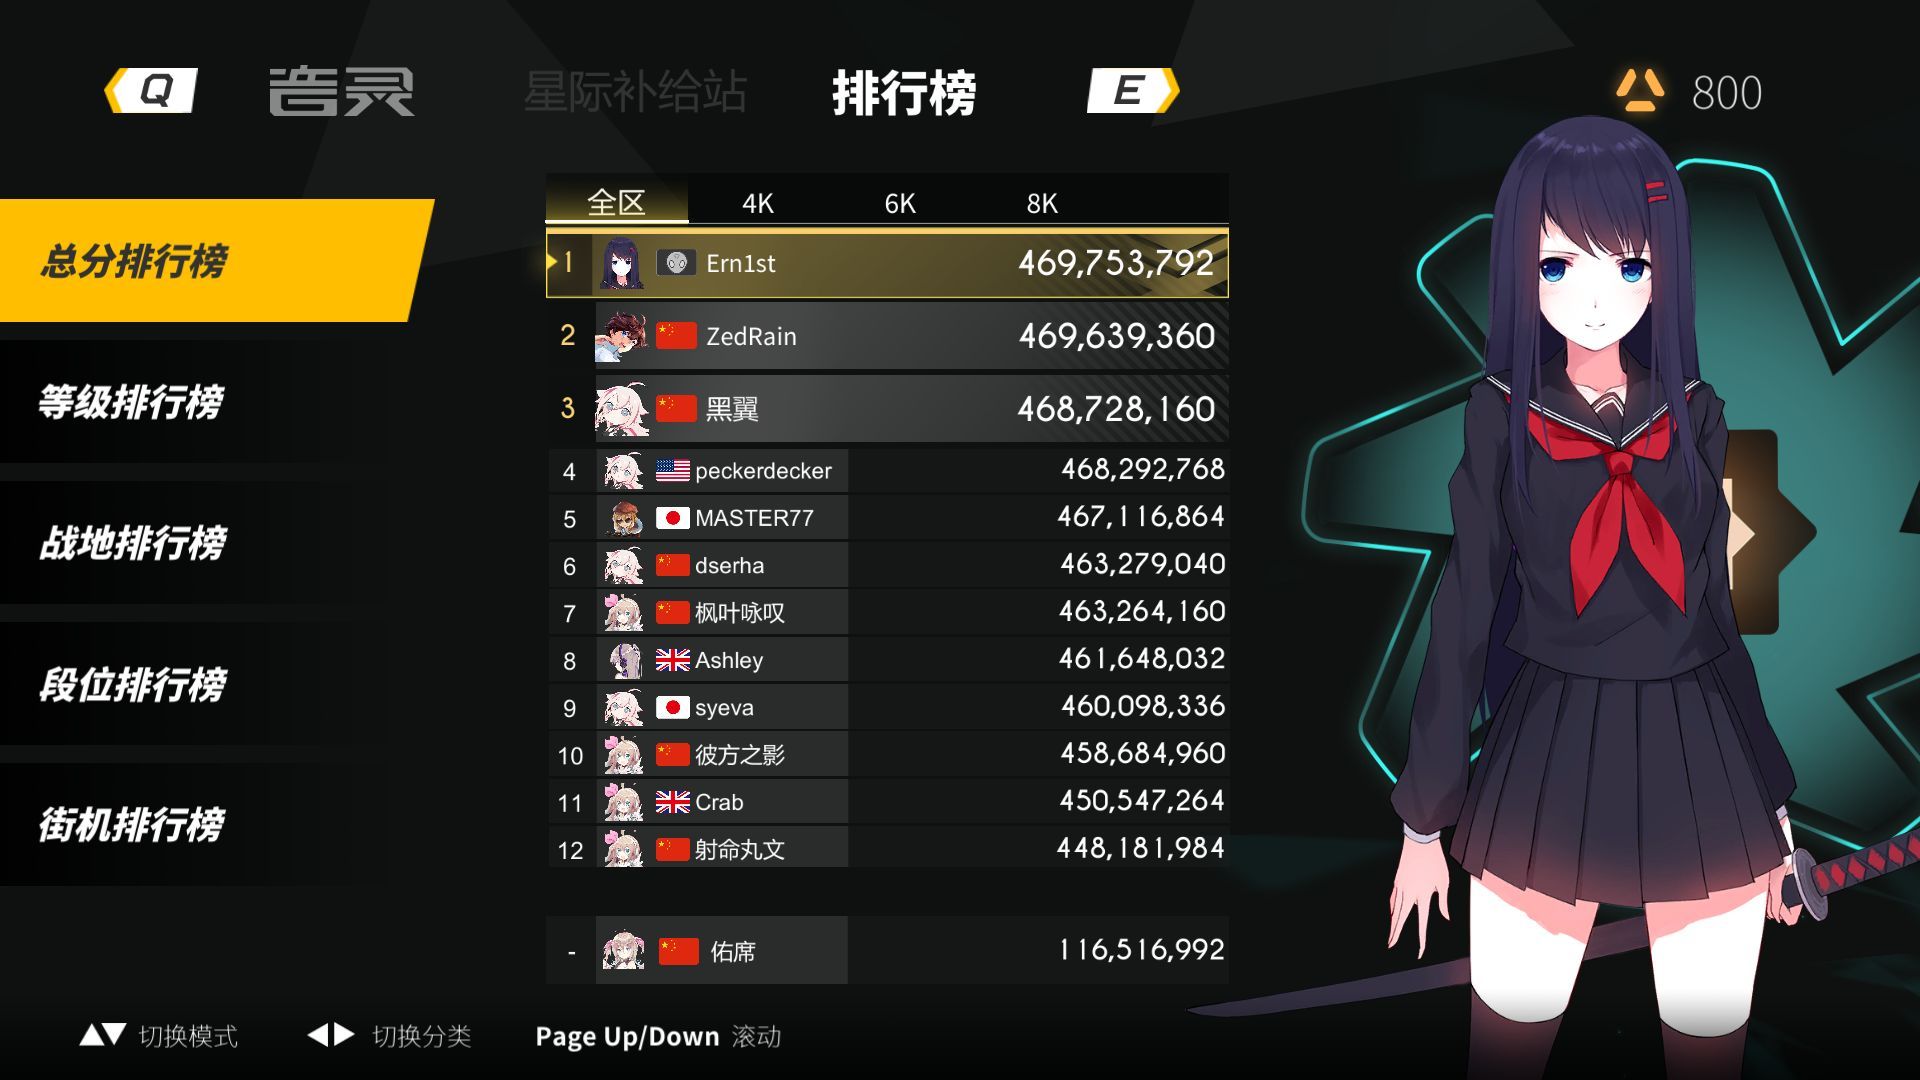 Q 造灵 星际补给站 排行榜 E 800
全区 4K 6K 8K
总分排行榜
等级排行榜
战地排行榜
段位排行榜
街机排行榜
1 Ern1st 469,753,792
2 ZedRain 469,639,360
3 黑翼 468,728,160
4 peckerdecker 468,292,768
5 MASTER77 467,116,864
6 dserha 463,279,040
7 枫叶咏叹 463,264,160
8 Ashley 461,648,032
9 syeva 460,098,336
10 彼方之影 458,684,960
11 Crab 450,547,264
12 射命丸文 448,181,984
- 佑席 116,516,992
切换模式 切换分类 Page Up/Down 滚动